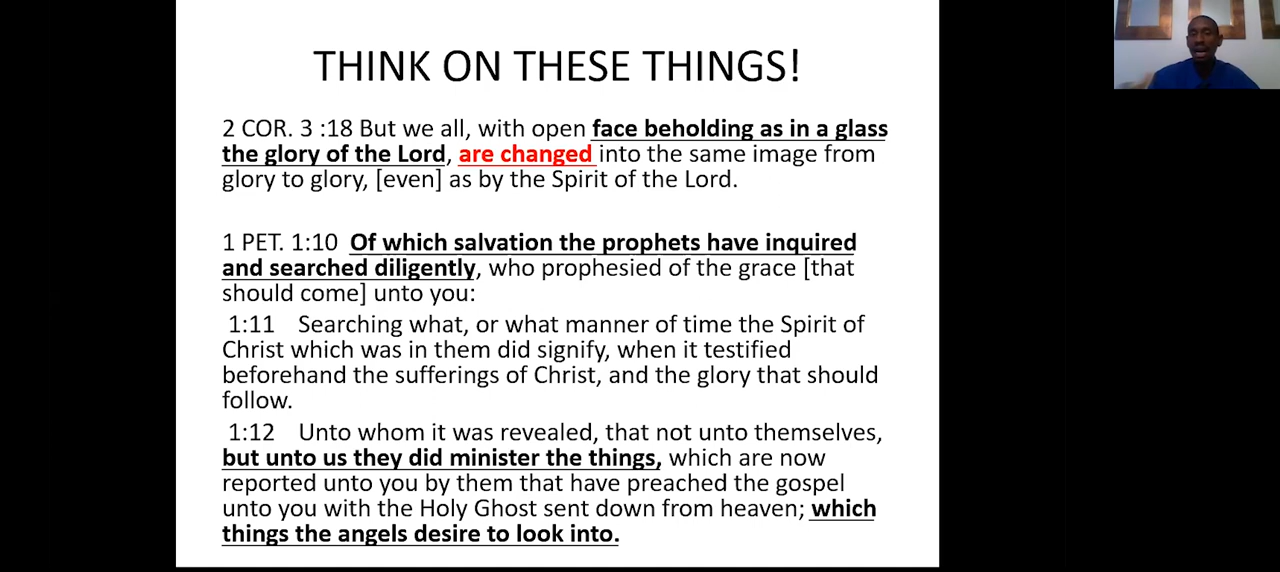 THINK ON THESE THINGS!
2 COR. 3 :18 But we all, with open face beholding as in a glass
the glory of the Lord, are changed into the same image from
glory to glory, [even] as by the Spirit of the Lord.
1 PET. 1:10 Of which salvation the prophets have inquired
and searched diligently, who prophesied of the grace [that
should come] unto you:
1:11 Searching what, or what manner of time the Spirit of
Christ which was in them did signify, when it testified
beforehand the sufferings of Christ, and the glory that should
follow.
1:12 Unto whom it was revealed, that not unto themselves,
but unto us they did minister the things, which are now
reported unto you by them that have preached the gospel
unto you with the Holy Ghost sent down from heaven; which
things the angels desire to look into.